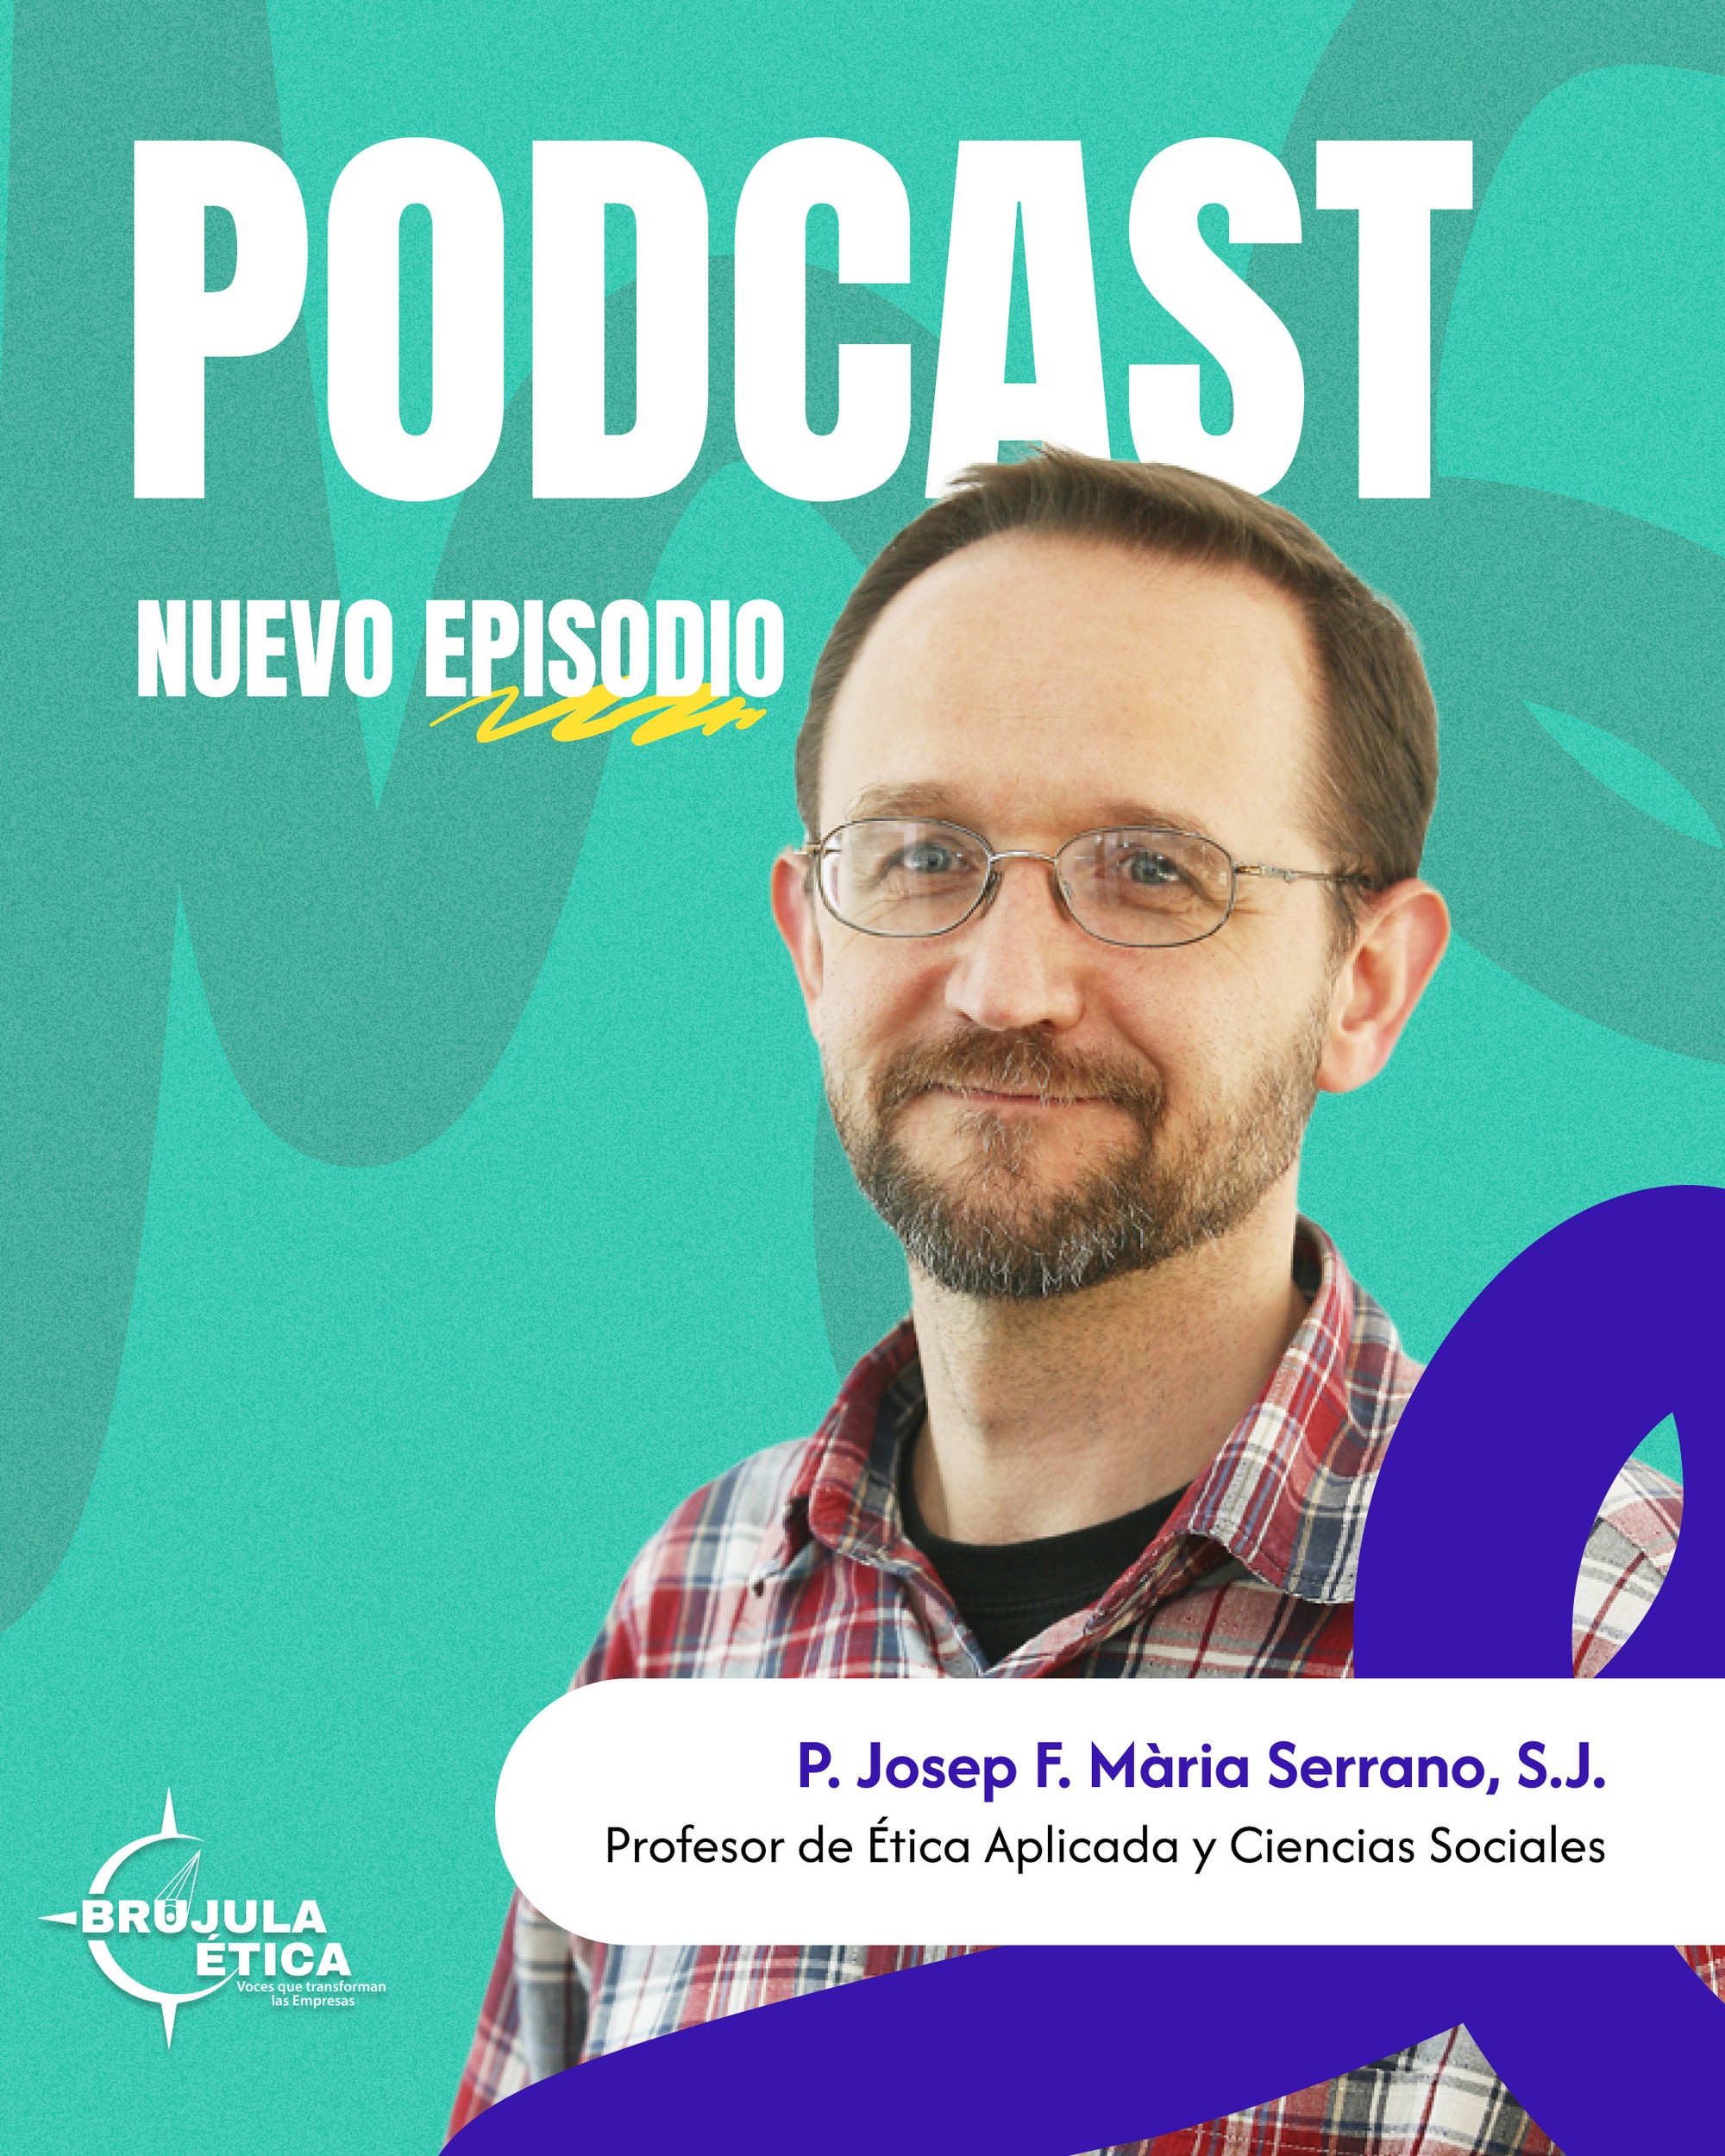 PODCAST
NUEVO EPISODIO
P. Josep F. Mària Serrano, S.J.
Profesor de Ética Aplicada y Ciencias Sociales
BRÚJULA
ÉTICA
Voces que transforman
las Empresas